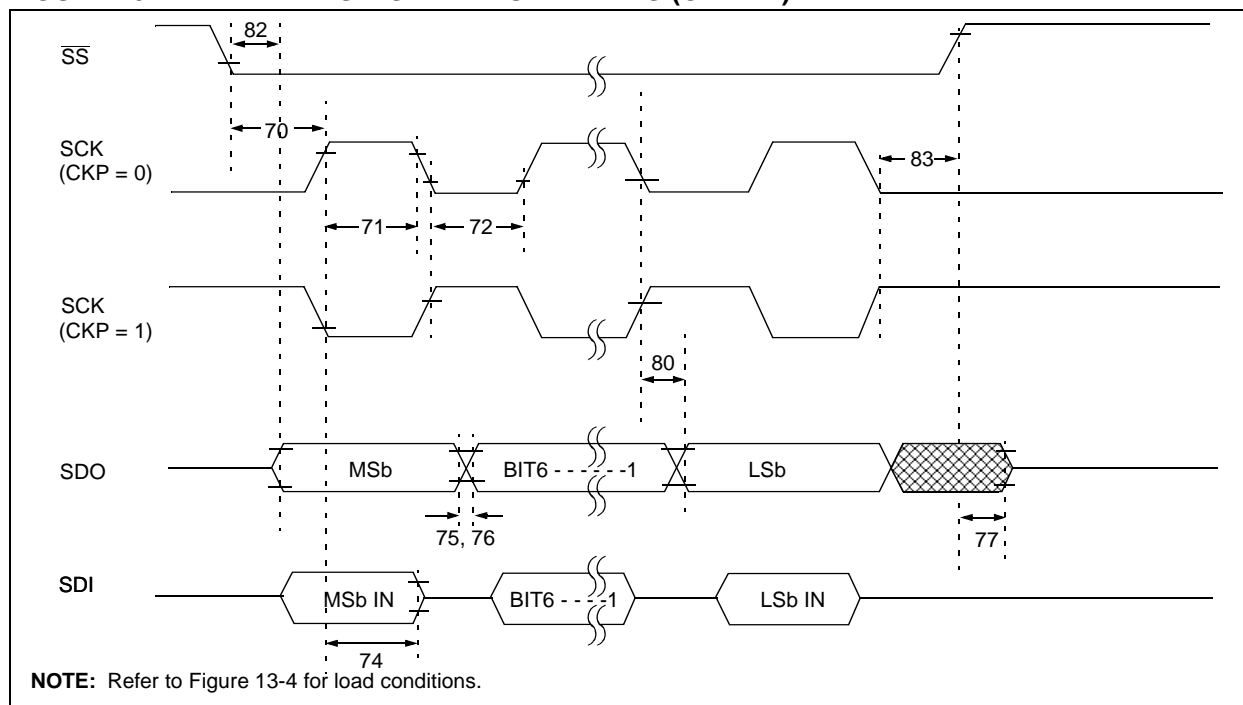 82
SS
70
SCK
(CKP = 0)
83
71
72
SCK
(CKP = 1)
80
SDO
MSb
BIT6 - - - - - -1
LSb
75, 76
77
SDI
MSb IN
BIT6 - - - -1
LSb IN
74
NOTE: Refer to Figure 13-4 for load conditions.